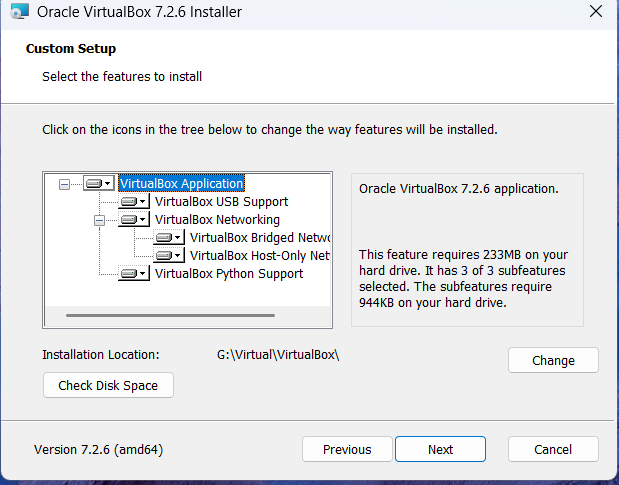 Oracle VirtualBox 7.2.6 Installer
Custom Setup
Select the features to install
Click on the icons in the tree below to change the way features will be installed.
VirtualBox Application
VirtualBox USB Support
VirtualBox Networking
VirtualBox Bridged Netwo
VirtualBox Host-Only Net
VirtualBox Python Support
Oracle VirtualBox 7.2.6 application.
This feature requires 233MB on your
hard drive. It has 3 of 3 subfeatures
selected. The subfeatures require
944KB on your hard drive.
Installation Location:
G:\Virtual\VirtualBox\
Change
Check Disk Space
Version 7.2.6 (amd64)
Previous
Next
Cancel